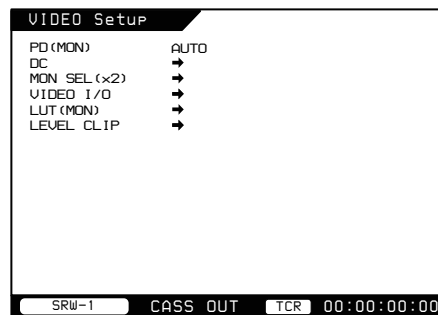 VIDEO Setup
PD(MON) AUTO
DC ➡
MON SEL(x2) ➡
VIDEO I/O ➡
LUT(MON) ➡
LEVEL CLIP ➡
SRW-1 CASS OUT TCR 00:00:00:00